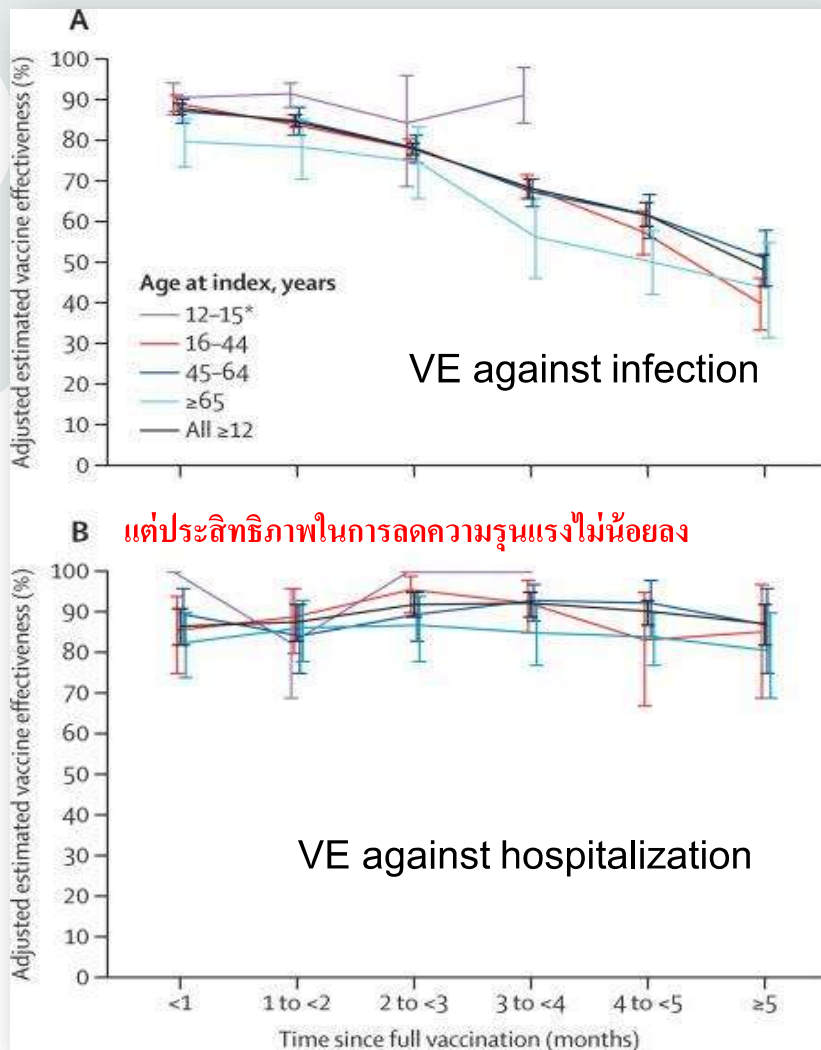 A
Adjusted estimated vaccine effectiveness (%)
100
90
80
70
60
50
40
30
20
10
0
Age at index, years
12–15*
16–44
45–64
≥65
All ≥12
VE against infection
B แต่ประสิทธิภาพในการลดความรุนแรงไม่น้อยลง
Adjusted estimated vaccine effectiveness (%)
100
90
80
70
60
50
40
30
20
10
0
VE against hospitalization
<1 1 to <2 2 to <3 3 to <4 4 to <5 ≥5
Time since full vaccination (months)